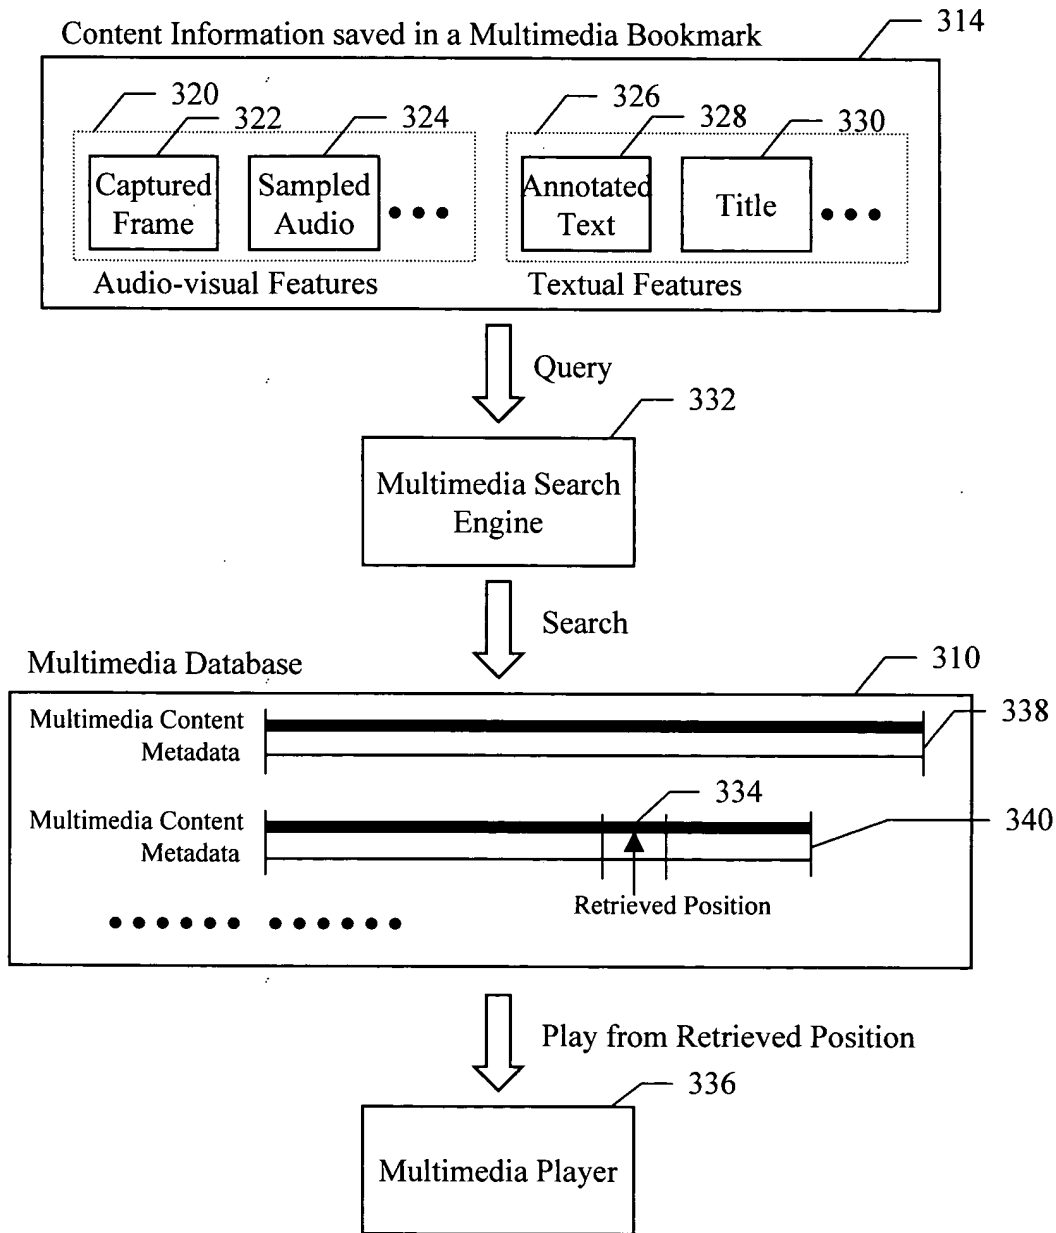 314
Content Information saved in a Multimedia Bookmark
320
322
324
326
328
330
Captured
Frame
Sampled
Audio
Annotated
Text
Title
Audio-visual Features
Textual Features
Query
332
Multimedia Search
Engine
Search
Multimedia Database
310
Multimedia Content
Metadata
338
334
Multimedia Content
Metadata
340
Retrieved Position
Play from Retrieved Position
336
Multimedia Player